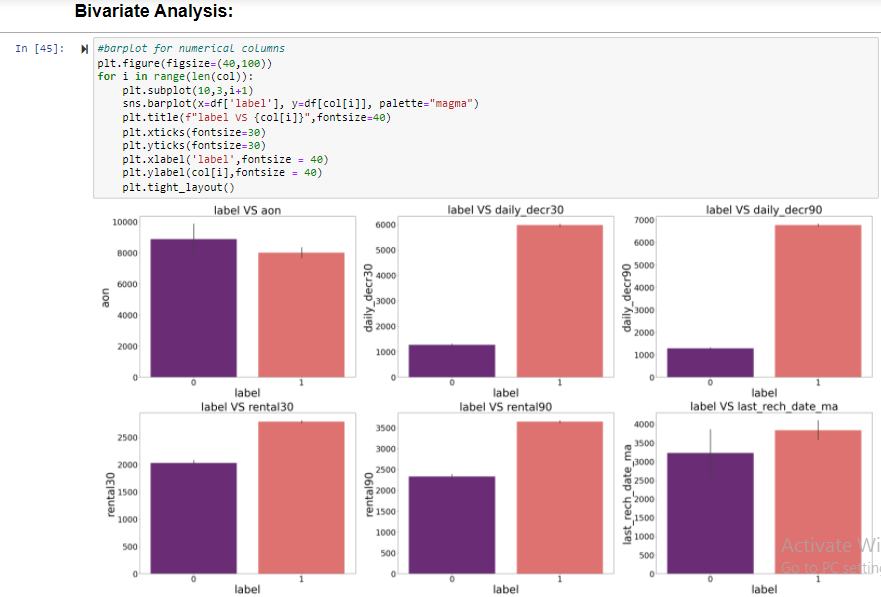 Bivariate Analysis:
In [45]:
#barplot for numerical columns
plt.figure(figsize=(40,100))
for i in range(len(col)):
    plt.subplot(10,3,i+1)
    sns.barplot(x=df['label'], y=df[col[i]], palette="magma")
    plt.title(f"label VS {col[i]}",fontsize=40)
    plt.xticks(fontsize=30)
    plt.yticks(fontsize=30)
    plt.xlabel('label',fontsize = 40)
    plt.ylabel(col[i],fontsize = 40)
    plt.tight_layout()
label VS aon
10000
8000
6000
4000
2000
0
aon
0 1
label
label VS daily_decr30
6000
5000
4000
3000
2000
1000
0
daily_decr30
0 1
label
label VS daily_decr90
7000
6000
5000
4000
3000
2000
1000
0
daily_decr90
0 1
label
label VS rental30
2500
2000
1500
1000
500
0
rental30
0 1
label
label VS rental90
3500
3000
2500
2000
1500
1000
500
0
rental90
0 1
label
label VS last_rech_date_ma
4000
3500
3000
2500
2000
1500
1000
500
0
last_rech_date_ma
0 1
label
Activate Wi
Go to PC setting